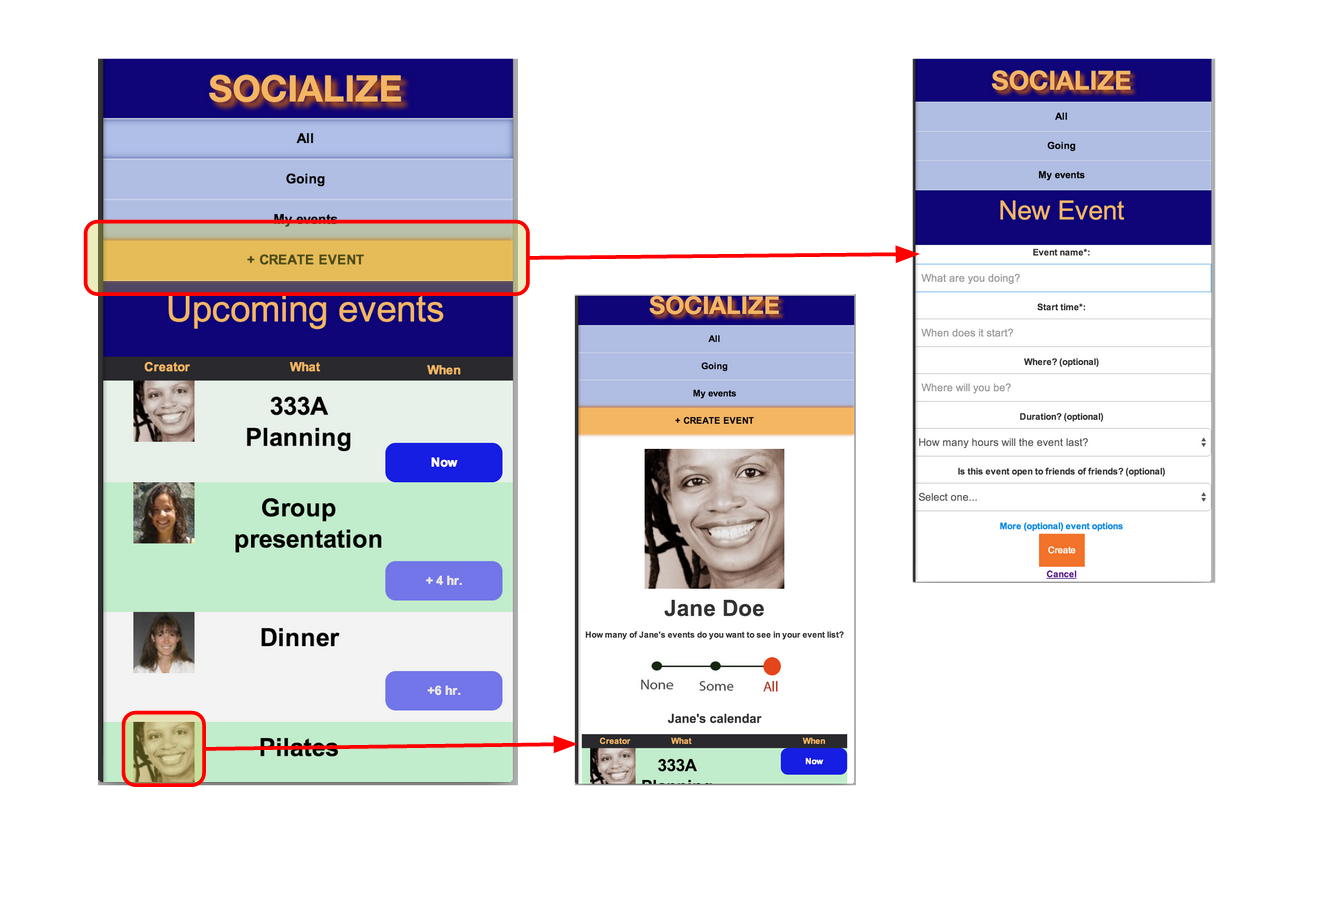 SOCIALIZE
All
Going
My events
+ CREATE EVENT
Upcoming events
Creator What When
333A
Planning
Now
Group
presentation
+ 4 hr.
Dinner
+6 hr.
Pilates
SOCIALIZE
All
Going
My events
+ CREATE EVENT
Jane Doe
How many of Jane's events do you want to see in your event list?
None Some All
Jane's calendar
Creator What When
333A
Planning
Now
SOCIALIZE
All
Going
My events
New Event
Event name*:
What are you doing?
Start time*:
When does it start?
Where? (optional)
Where will you be?
Duration? (optional)
How many hours will the event last?
Is this event open to friends of friends? (optional)
Select one...
More (optional) event options
Create
Cancel